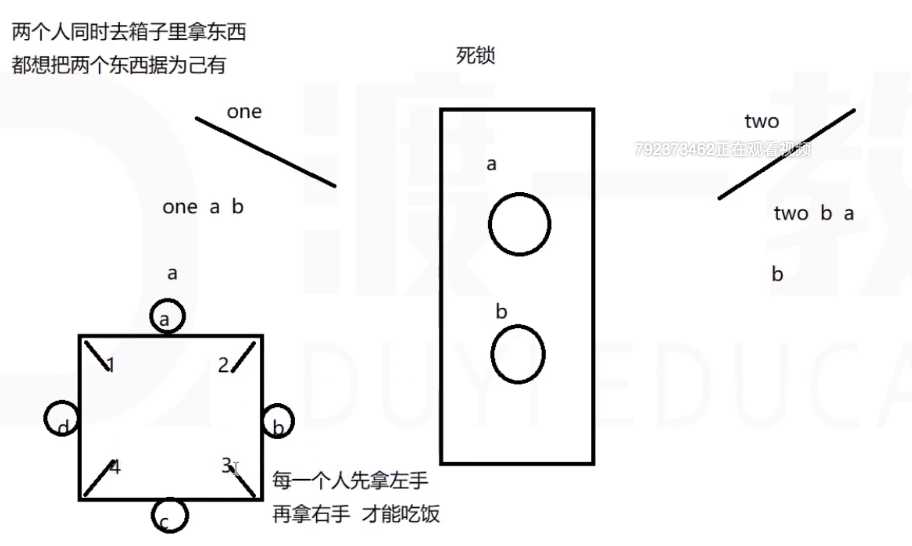 两个人同时去箱子里拿东西
都想把两个东西据为己有
死锁
one
two
792373462正在观看视频
a
one a b
two b a
a
b
b
a
1
2
d
b
4
3
每一个人先拿左手
再拿右手 才能吃饭
c
渡一教
DUYI EDUCA